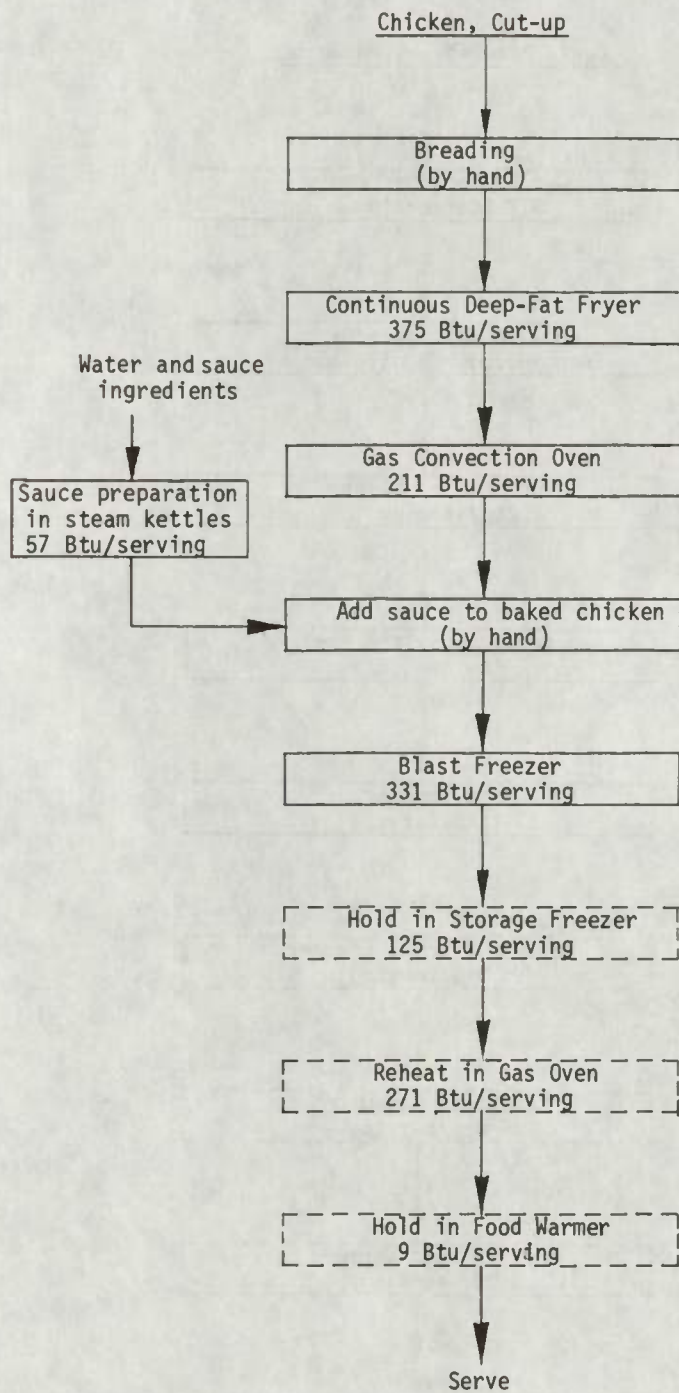 Chicken, Cut-up
Breading
(by hand)
Continuous Deep-Fat Fryer
375 Btu/serving
Water and sauce
ingredients
Gas Convection Oven
211 Btu/serving
Sauce preparation
in steam kettles
57 Btu/serving
Add sauce to baked chicken
(by hand)
Blast Freezer
331 Btu/serving
Hold in Storage Freezer
125 Btu/serving
Reheat in Gas Oven
271 Btu/serving
Hold in Food Warmer
9 Btu/serving
Serve